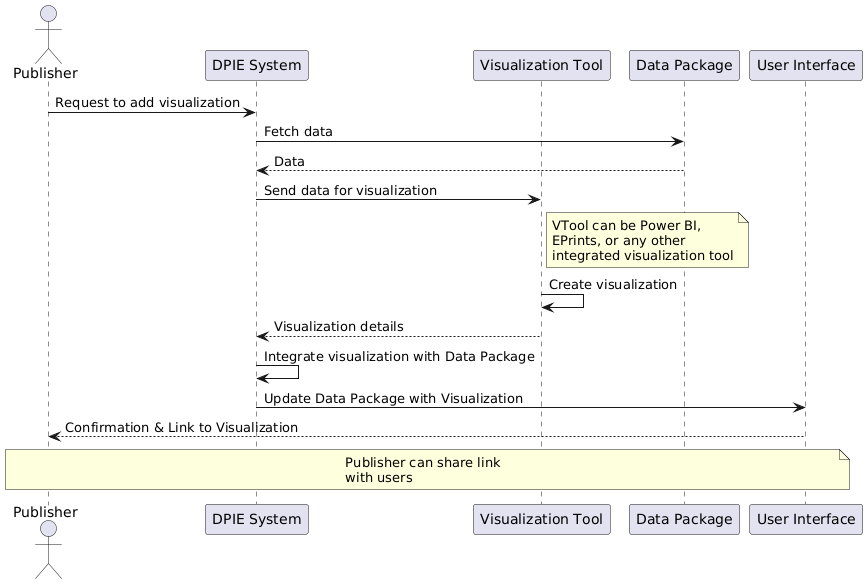 Publisher
DPIE System
Visualization Tool
Data Package
User Interface
Request to add visualization
Fetch data
Data
Send data for visualization
VTool can be Power BI,
EPrints, or any other
integrated visualization tool
Create visualization
Visualization details
Integrate visualization with Data Package
Update Data Package with Visualization
Confirmation & Link to Visualization
Publisher can share link
with users
Publisher
DPIE System
Visualization Tool
Data Package
User Interface